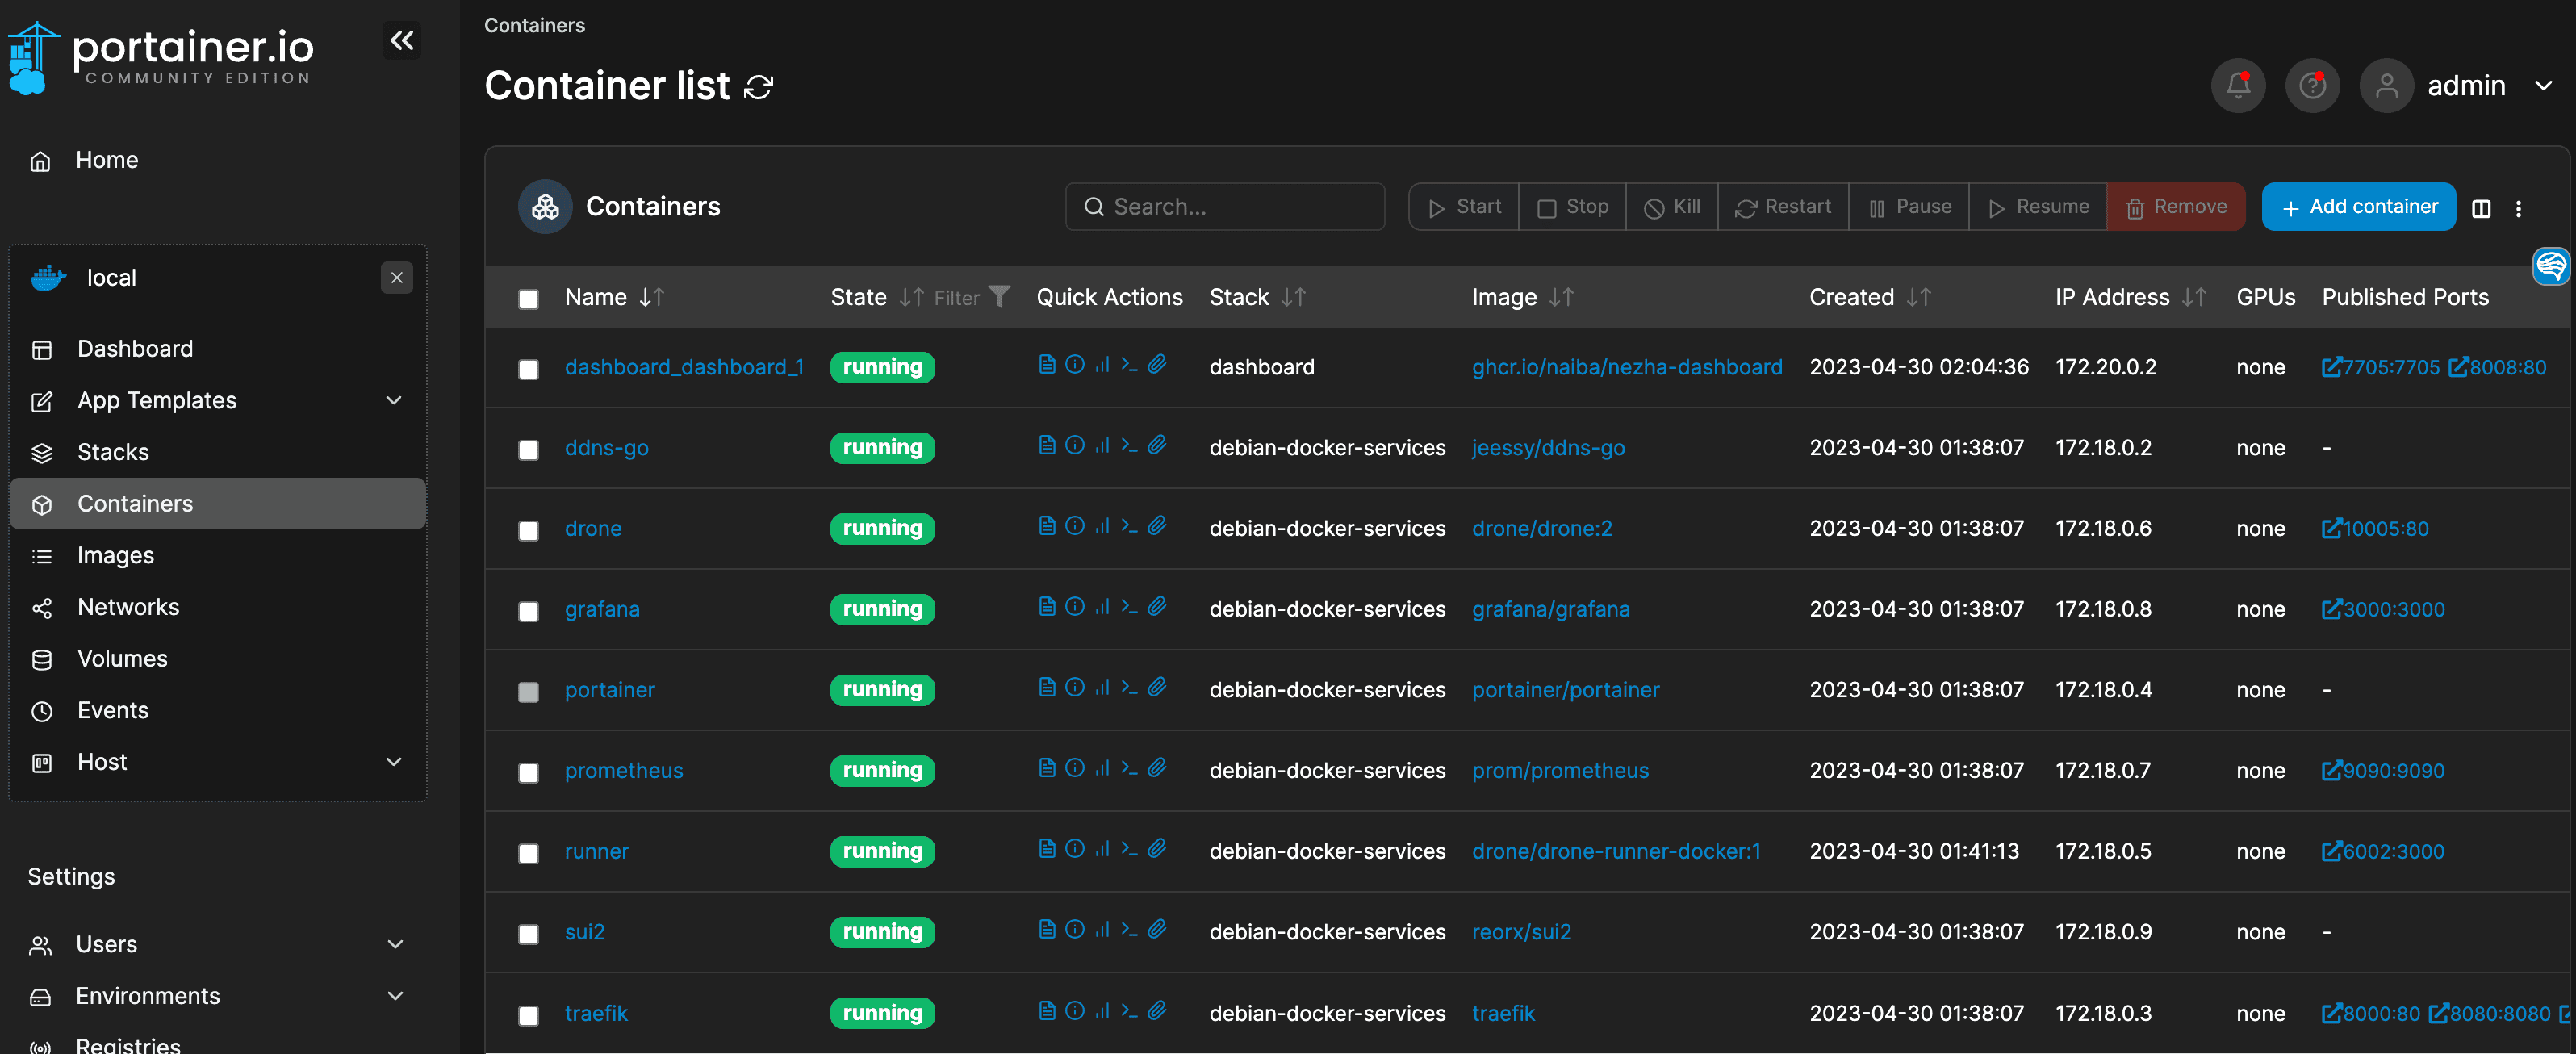 portainer.io
COMMUNITY EDITION
Home
local
Dashboard
App Templates
Stacks
Containers
Images
Networks
Volumes
Events
Host
Settings
Users
Environments
Registries
Containers
Container list
admin
Containers Search... Start Stop Kill Restart Pause Resume Remove Add container
Name State Filter Quick Actions Stack Image Created IP Address GPUs Published Ports
dashboard_dashboard_1 running dashboard ghcr.io/naiba/nezha-dashboard 2023-04-30 02:04:36 172.20.0.2 none 7705:7705 8008:80
ddns-go running debian-docker-services jeessy/ddns-go 2023-04-30 01:38:07 172.18.0.2 none -
drone running debian-docker-services drone/drone:2 2023-04-30 01:38:07 172.18.0.6 none 10005:80
grafana running debian-docker-services grafana/grafana 2023-04-30 01:38:07 172.18.0.8 none 3000:3000
portainer running debian-docker-services portainer/portainer 2023-04-30 01:38:07 172.18.0.4 none -
prometheus running debian-docker-services prom/prometheus 2023-04-30 01:38:07 172.18.0.7 none 9090:9090
runner running debian-docker-services drone/drone-runner-docker:1 2023-04-30 01:41:13 172.18.0.5 none 6002:3000
sui2 running debian-docker-services reorx/sui2 2023-04-30 01:38:07 172.18.0.9 none -
traefik running debian-docker-services traefik 2023-04-30 01:38:07 172.18.0.3 none 8000:80 8080:8080